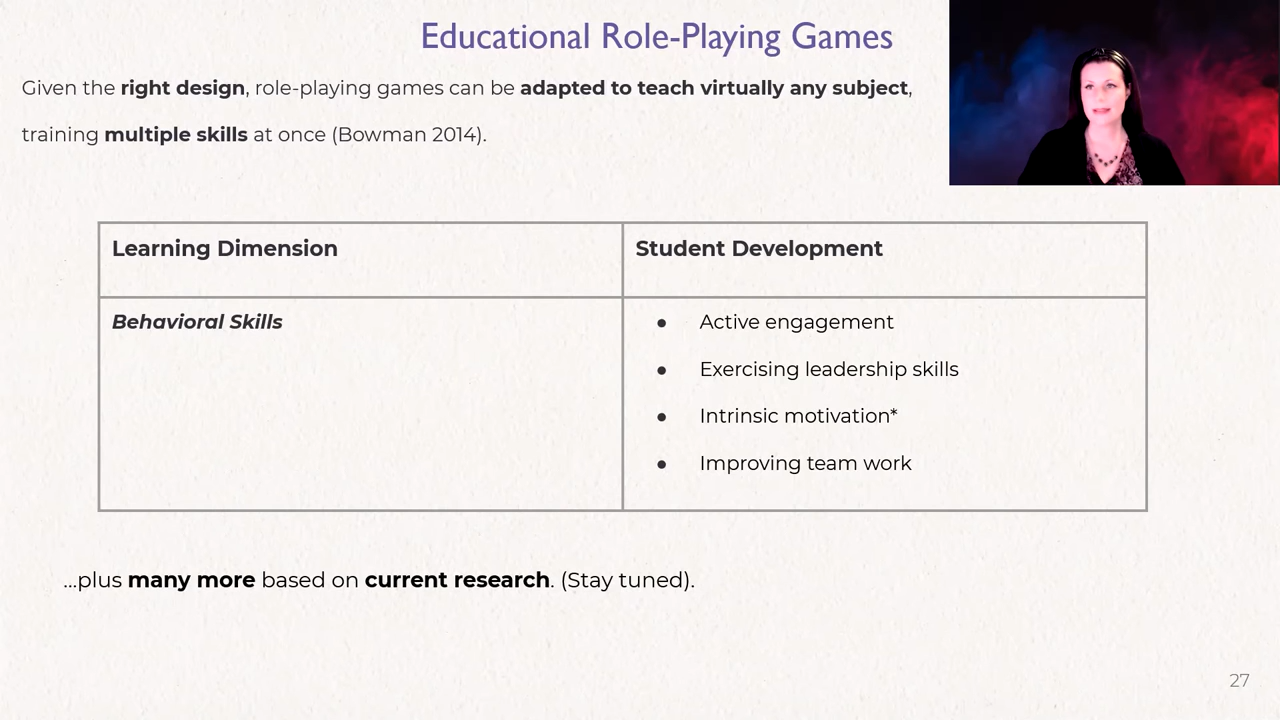 Educational Role-Playing Games
Given the right design, role-playing games can be adapted to teach virtually any subject,
training multiple skills at once (Bowman 2014).
Learning Dimension
Student Development
Behavioral Skills
● Active engagement
● Exercising leadership skills
● Intrinsic motivation*
● Improving team work
...plus many more based on current research. (Stay tuned).
27